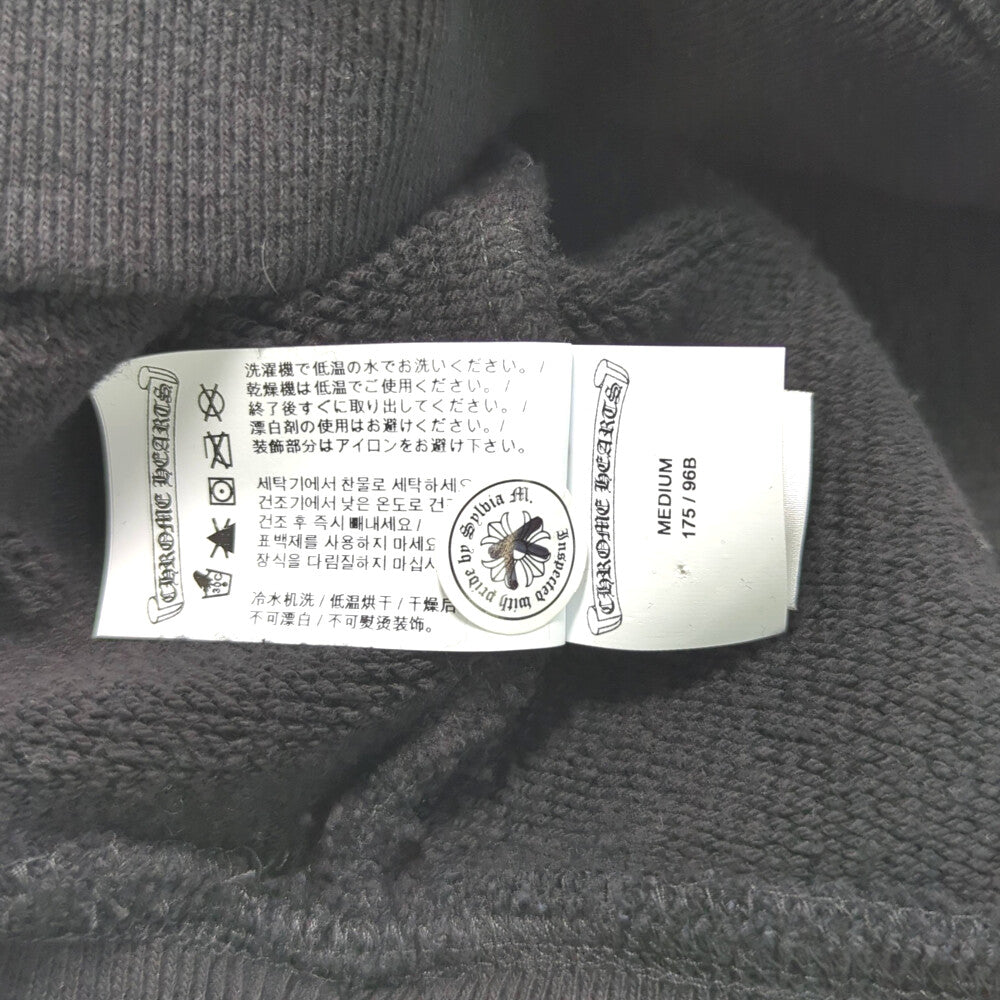 CHROME HEARTS
洗濯機で低温の水でお洗いください。/
乾燥機は低温でご使用ください。/
終了後すぐに取り出してください。/
漂白剤の使用はお避けください。/
装飾部分はアイロンをお避け下さい。
세탁기에서 찬물로 세탁하세요
건조기에서 낮은 온도로 건
건조 후 즉시 빼내세요/
표백제를 사용하지 마세요
장식을 다림질하지 마십시
冷水机洗/低温烘干/干燥后
不可漂白/不可熨烫装饰。
30C
Inspected with pride by Sylvia M.
CHROME HEARTS
MEDIUM
175/96B